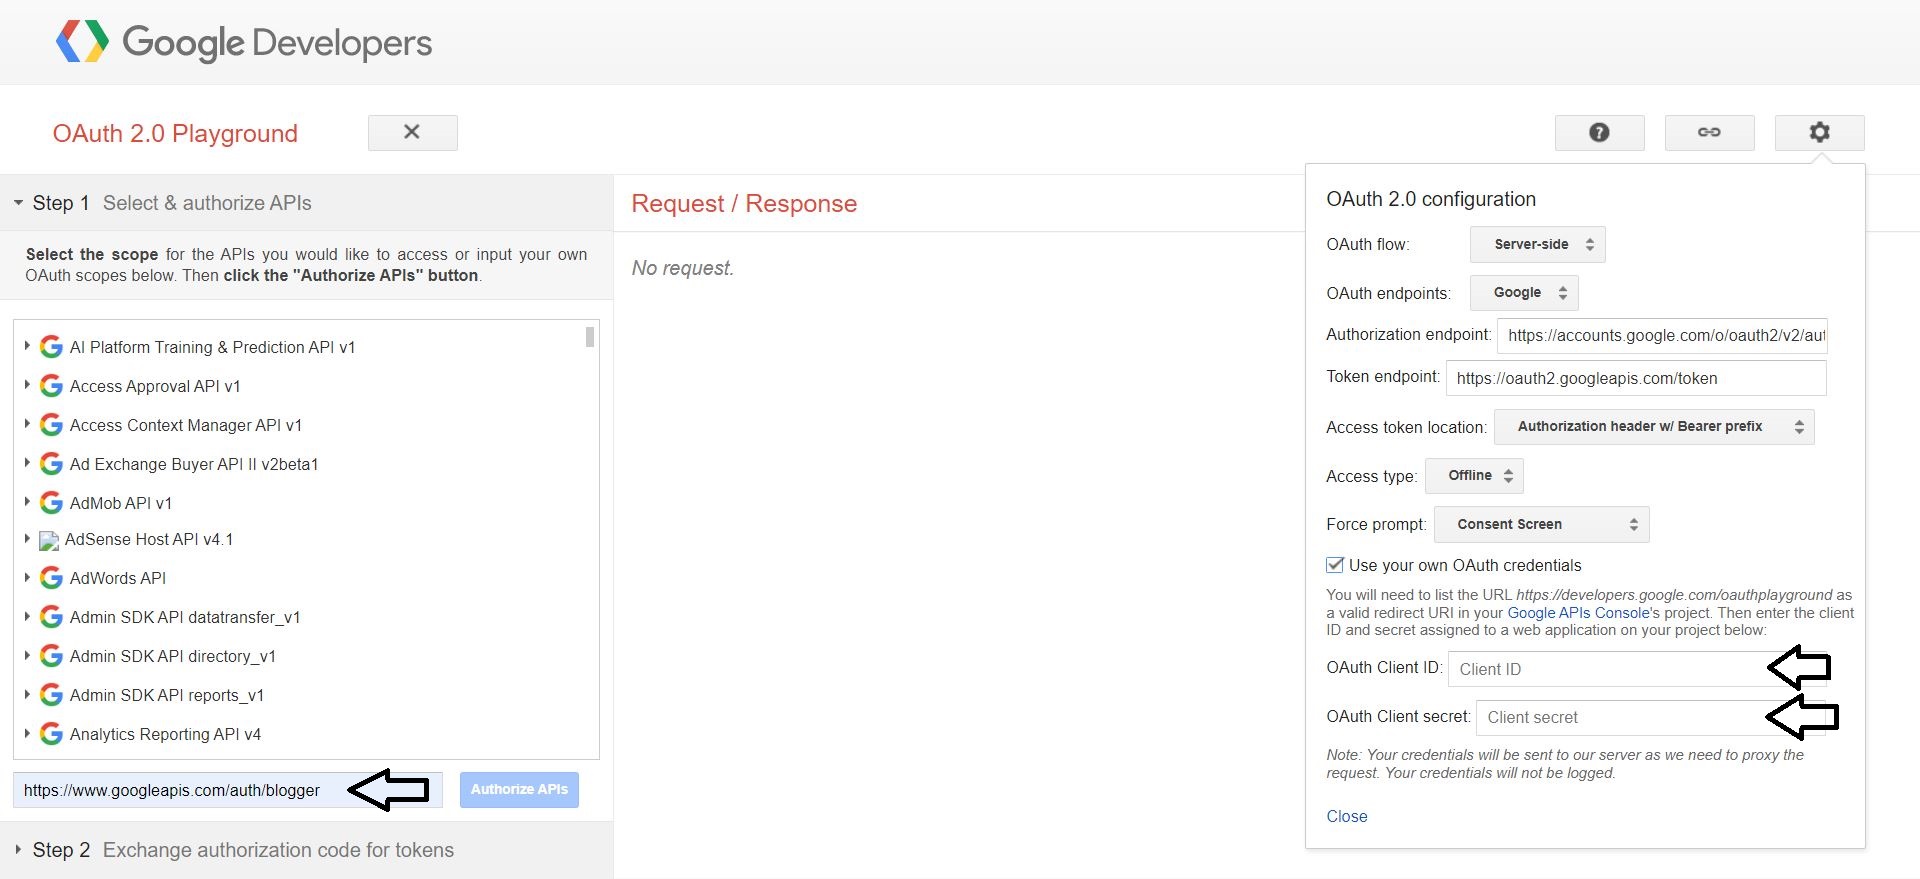 Google Developers
OAuth 2.0 Playground
Step 1 Select & authorize APIs
Select the scope for the APIs you would like to access or input your own
OAuth scopes below. Then click the "Authorize APIs" button.
AI Platform Training & Prediction API v1
Access Approval API v1
Access Context Manager API v1
Ad Exchange Buyer API II v2beta1
AdMob API v1
AdSense Host API v4.1
AdWords API
Admin SDK API datatransfer_v1
Admin SDK API directory_v1
Admin SDK API reports_v1
Analytics Reporting API v4
https://www.googleapis.com/auth/blogger
Authorize APIs
Step 2 Exchange authorization code for tokens
Request / Response
No request.
OAuth 2.0 configuration
OAuth flow: Server-side
OAuth endpoints: Google
Authorization endpoint: https://accounts.google.com/o/oauth2/v2/aut
Token endpoint: https://oauth2.googleapis.com/token
Access token location: Authorization header w/ Bearer prefix
Access type: Offline
Force prompt: Consent Screen
Use your own OAuth credentials
You will need to list the URL https://developers.google.com/oauthplayground as
a valid redirect URI in your Google APIs Console's project. Then enter the client
ID and secret assigned to a web application on your project below:
OAuth Client ID: Client ID
OAuth Client secret: Client secret
Note: Your credentials will be sent to our server as we need to proxy the
request. Your credentials will not be logged.
Close